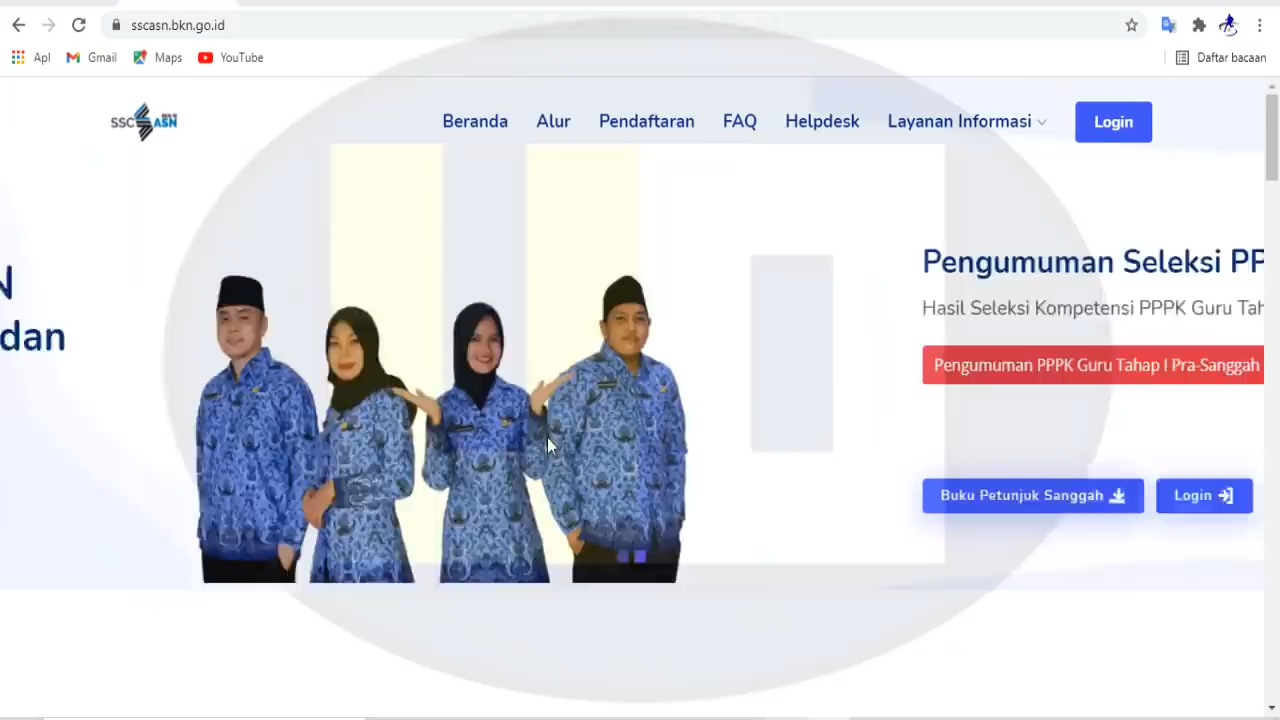 sscasn.bkn.go.id
Apl
Gmail
Maps
YouTube
Daftar bacaan
SSCASN
Beranda
Alur
Pendaftaran
FAQ
Helpdesk
Layanan Informasi
Login
N
dan
Pengumuman Seleksi PP
Hasil Seleksi Kompetensi PPPK Guru Tah
Pengumuman PPPK Guru Tahap I Pra-Sanggah
Buku Petunjuk Sanggah
Login